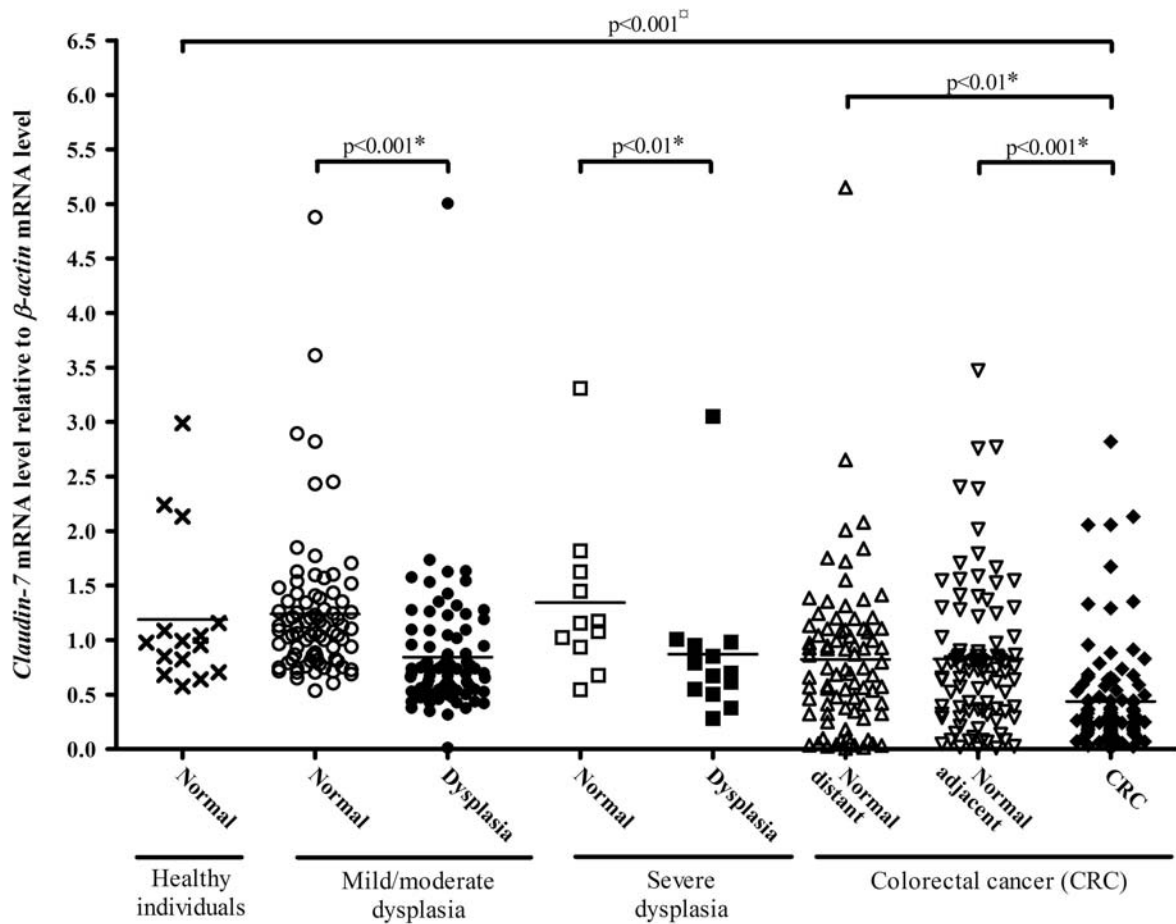 p<0.001¤
p<0.01*
p<0.001*
p<0.01*
p<0.001*
Claudin-7 mRNA level relative to β-actin mRNA level
6.5
6.0
5.5
5.0
4.5
4.0
3.5
3.0
2.5
2.0
1.5
1.0
0.5
0.0
Normal
Normal
Dysplasia
Normal
Dysplasia
Normal
distant
Normal
adjacent
CRC
Healthy
individuals
Mild/moderate
dysplasia
Severe
dysplasia
Colorectal cancer (CRC)